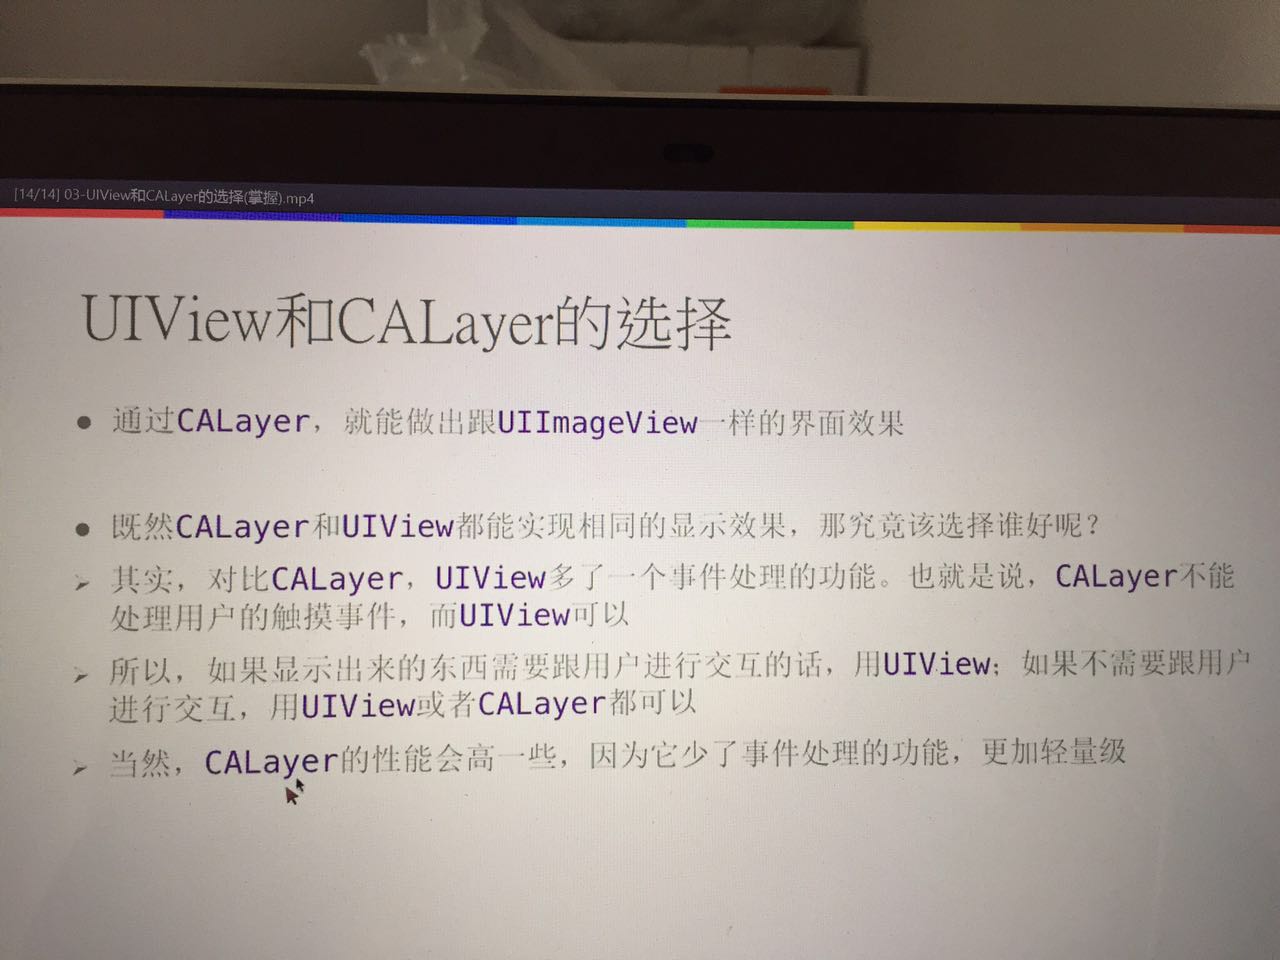 [14/14] 03-UIView和CALayer的选择(掌握).mp4
UIView和CALayer的选择
● 通过CALayer，就能做出跟UIImageView一样的界面效果
● 既然CALayer和UIView都能实现相同的显示效果，那究竟该选择谁好呢？
➢ 其实，对比CALayer，UIView多了一个事件处理的功能。也就是说，CALayer不能
处理用户的触摸事件，而UIView可以
➢ 所以，如果显示出来的东西需要跟用户进行交互的话，用UIView；如果不需要跟用户
进行交互，用UIView或者CALayer都可以
➢ 当然，CALayer的性能会高一些，因为它少了事件处理的功能，更加轻量级